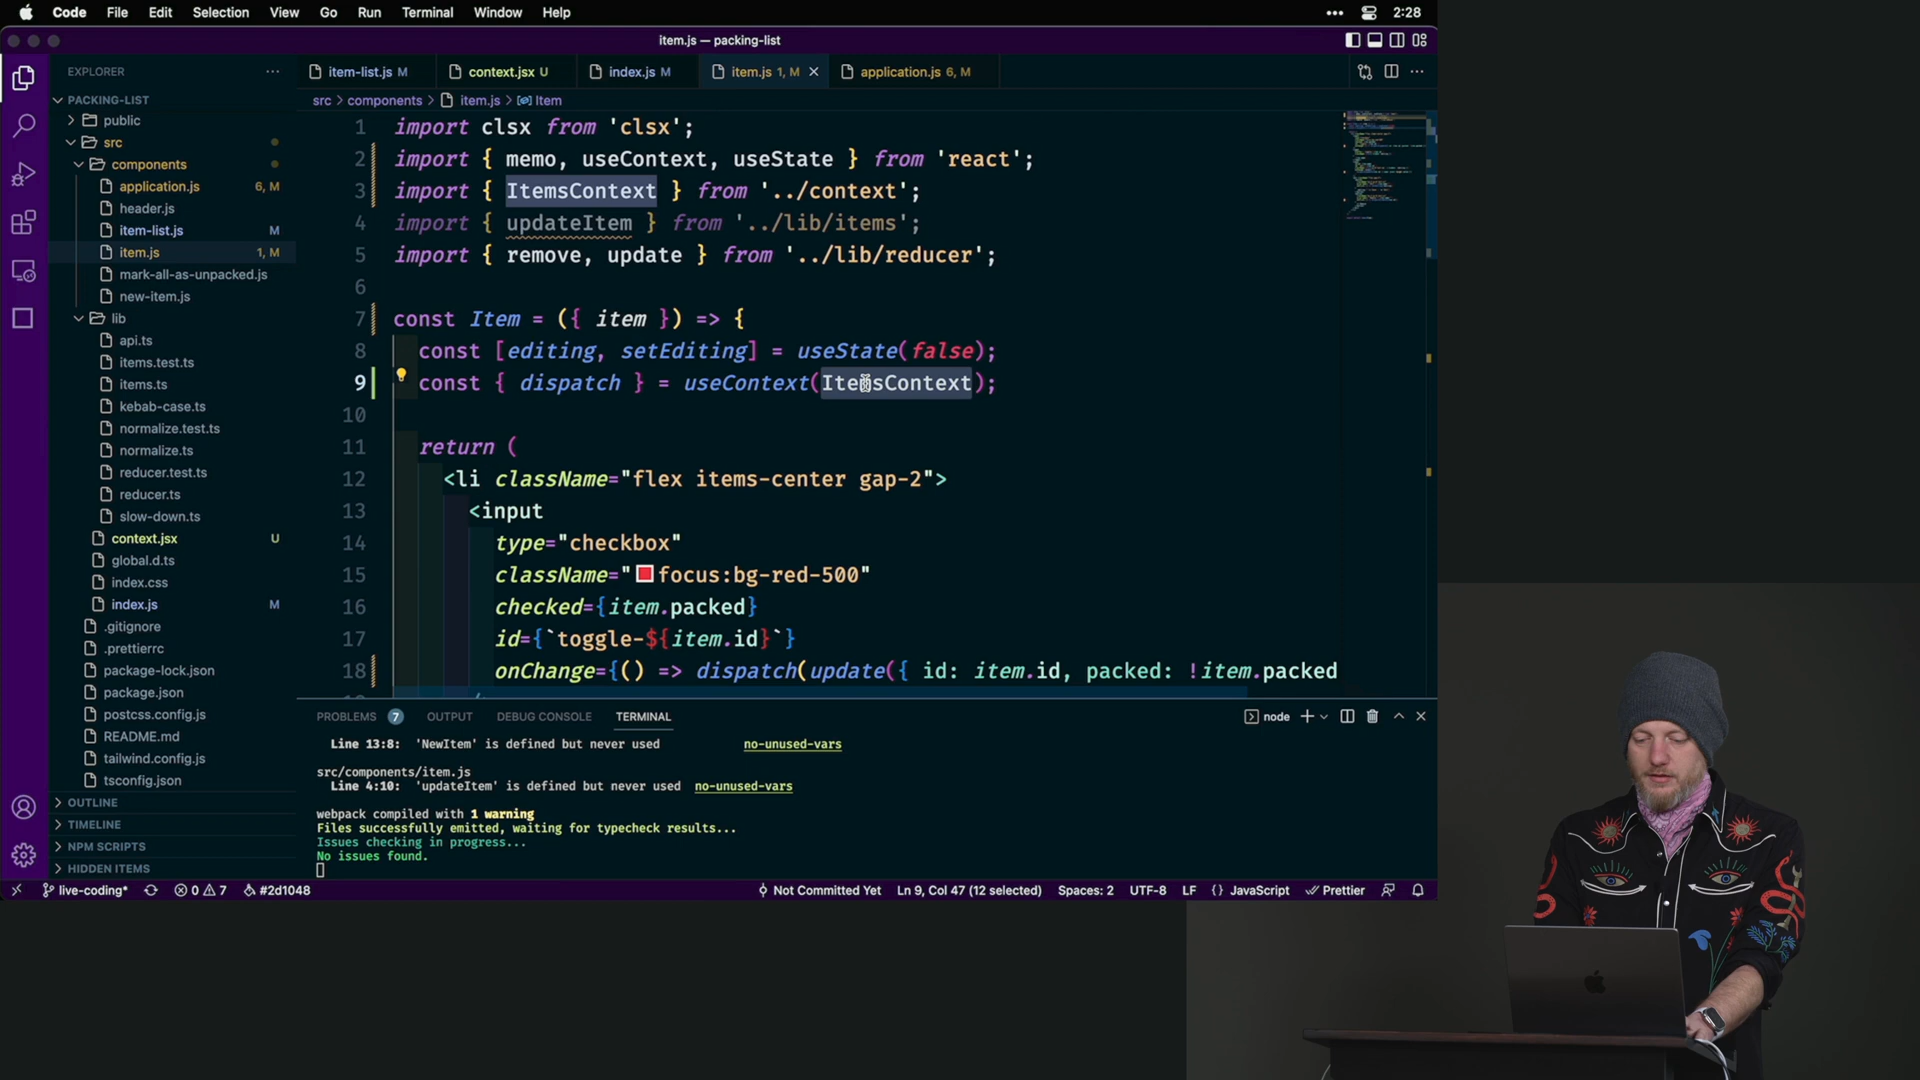 Code File Edit Selection View Go Run Terminal Window Help 2:28
item.js — packing-list
EXPLORER
item-list.js M
context.jsx U
index.js M
item.js 1, M
application.js 6, M
PACKING-LIST
public
src
components
application.js 6, M
header.js
item-list.js M
item.js 1, M
mark-all-as-unpacked.js
new-item.js
lib
api.ts
items.test.ts
items.ts
kebab-case.ts
normalize.test.ts
normalize.ts
reducer.test.ts
reducer.ts
slow-down.ts
context.jsx U
global.d.ts
index.css
index.js M
.gitignore
.prettierrc
package-lock.json
package.json
postcss.config.js
README.md
tailwind.config.js
tsconfig.json
OUTLINE
TIMELINE
NPM SCRIPTS
HIDDEN ITEMS
src > components > item.js > Item
1 import clsx from 'clsx';
2 import { memo, useContext, useState } from 'react';
3 import { ItemsContext } from '../context';
4 import { updateItem } from '../lib/items';
5 import { remove, update } from '../lib/reducer';
6
7 const Item = ({ item }) => {
8 const [editing, setEditing] = useState(false);
9 const { dispatch } = useContext(ItemsContext);
10
11 return (
12 <li className="flex items-center gap-2">
13 <input
14 type="checkbox"
15 className="focus:bg-red-500"
16 checked={item.packed}
17 id={`toggle-${item.id}`}
18 onChange={() => dispatch(update({ id: item.id, packed: !item.packed
PROBLEMS 7 OUTPUT DEBUG CONSOLE TERMINAL node
Line 13:8: 'NewItem' is defined but never used no-unused-vars
src/components/item.js
Line 4:10: 'updateItem' is defined but never used no-unused-vars
webpack compiled with 1 warning
Files successfully emitted, waiting for typecheck results...
Issues checking in progress...
No issues found.
live-coding* 0 7 #2d1048 Not Committed Yet Ln 9, Col 47 (12 selected) Spaces: 2 UTF-8 LF {} JavaScript Prettier